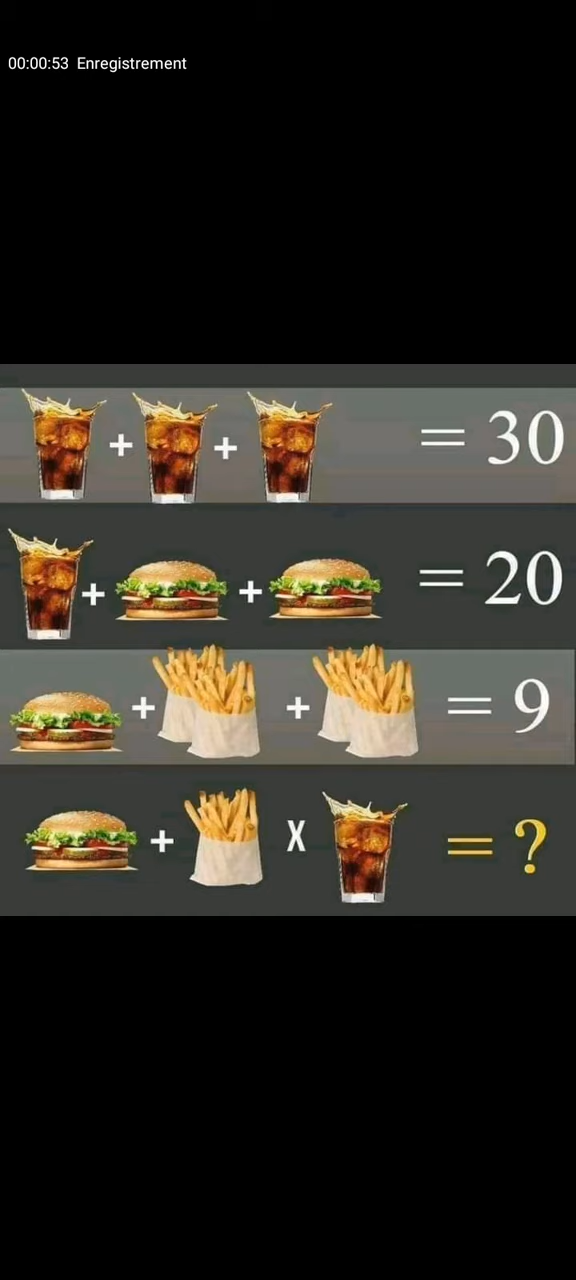 00:00:53 Enregistrement
+ + = 30
+ + = 20
+ + = 9
+ X = ?